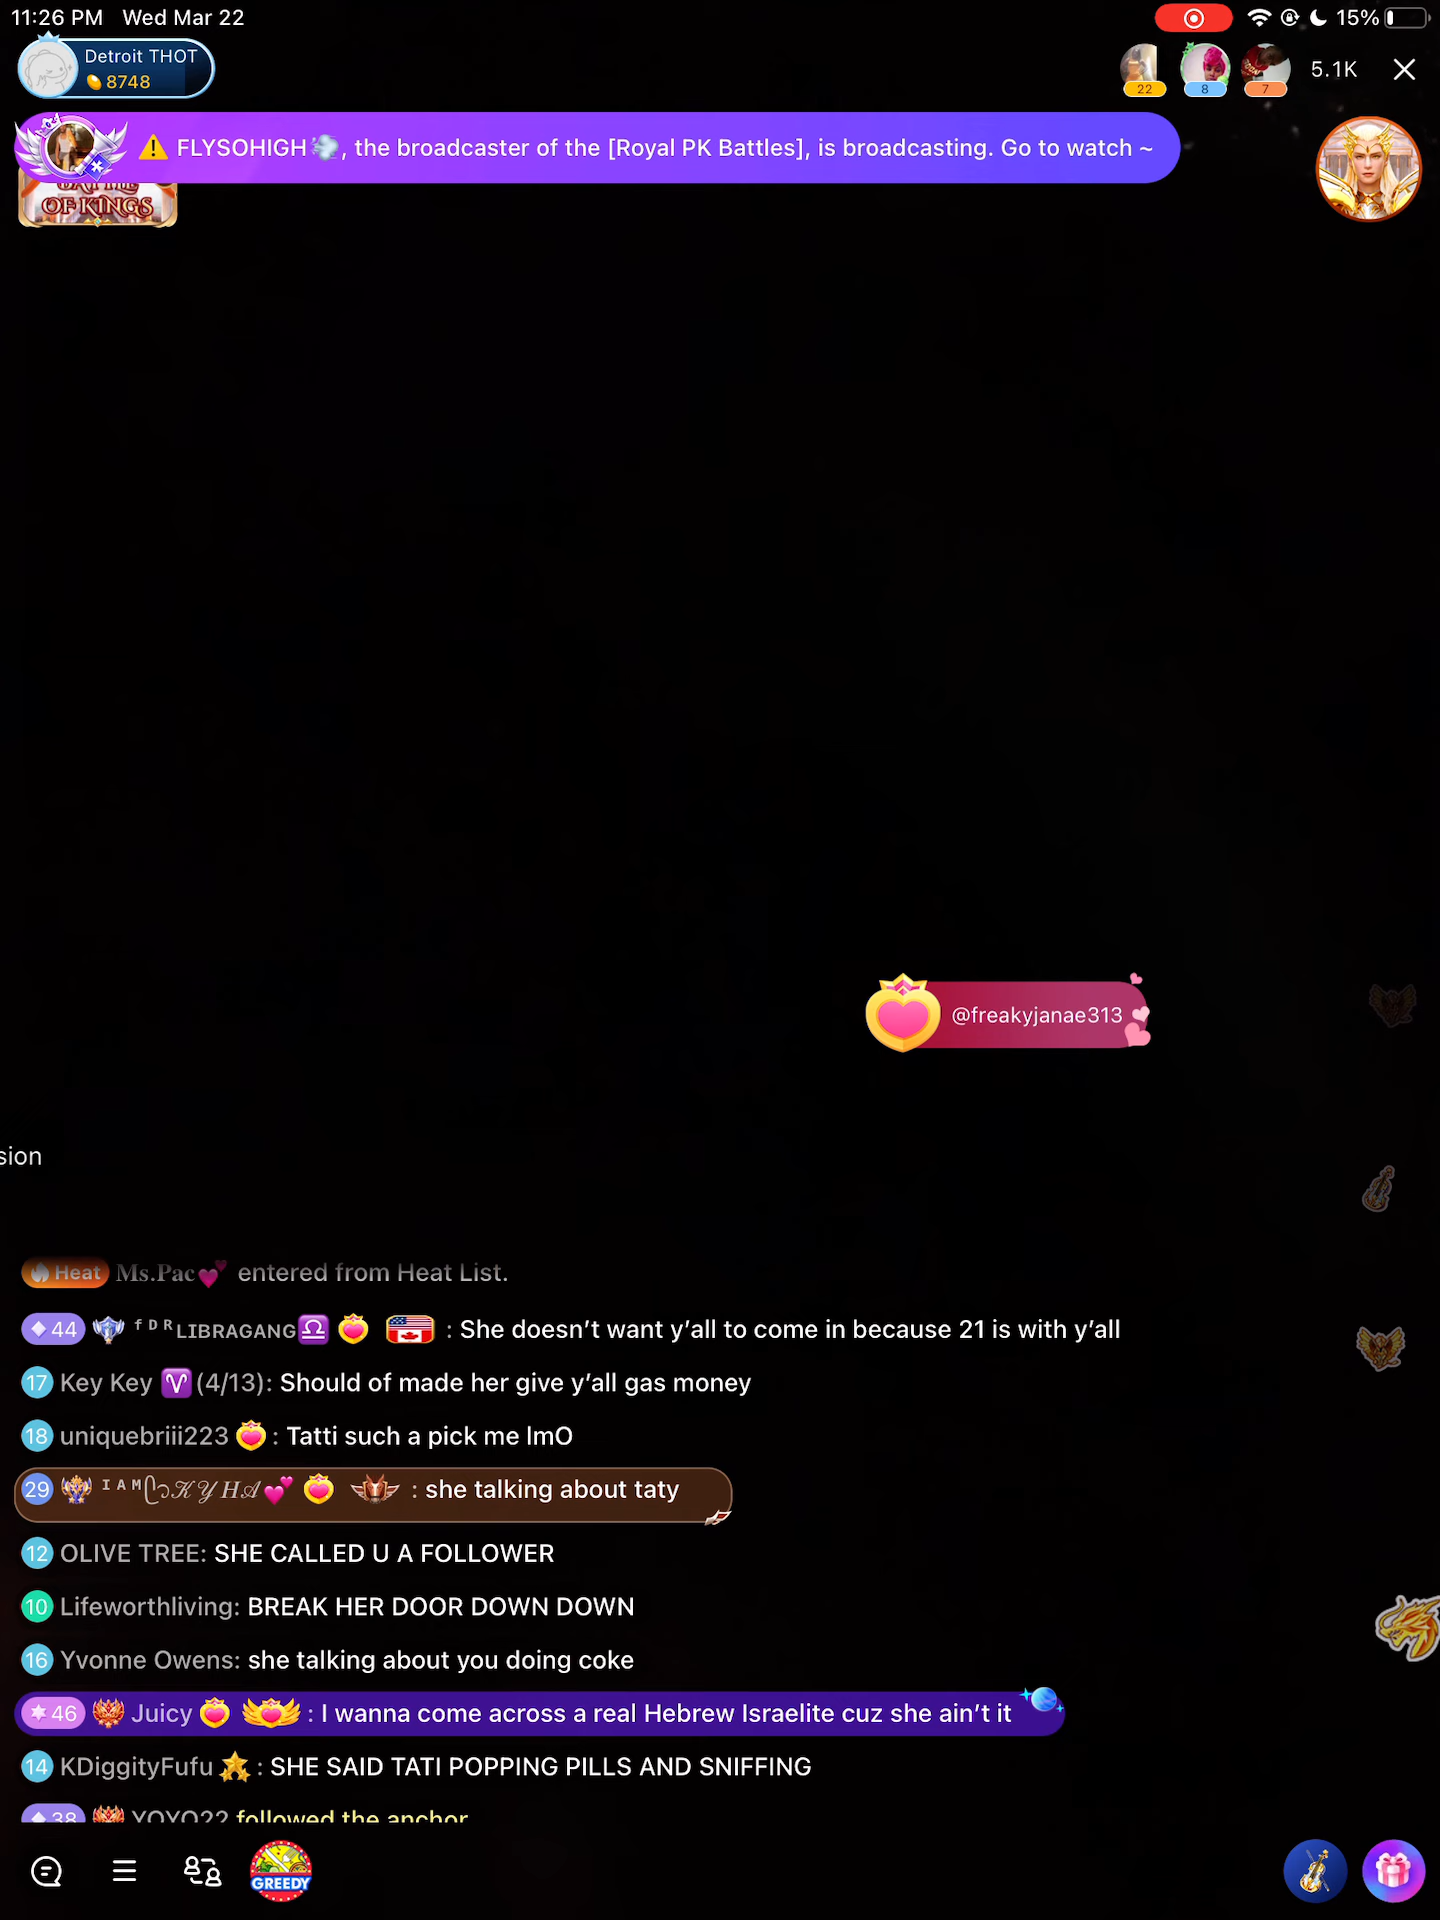 11:26 PM Wed Mar 22
15%
Detroit THOT
8748
22
8
7
5.1K
⚠️ FLYSOHIGH💨, the broadcaster of the [Royal PK Battles], is broadcasting. Go to watch ~
BATTLE
OF KINGS
@freakyjanae313
sion
Heat Ms.Pac💕 entered from Heat List.
44 ᶠᴰᴿLIBRAGANG♎ : She doesn't want y'all to come in because 21 is with y'all
17 Key Key ♈(4/13): Should of made her give y'all gas money
18 uniquebriii223 : Tatti such a pick me lmO
29 ᴵᴬᴹ𝒦𝒴𝐻𝒜💕 : she talking about taty
12 OLIVE TREE: SHE CALLED U A FOLLOWER
10 Lifeworthliving: BREAK HER DOOR DOWN DOWN
16 Yvonne Owens: she talking about you doing coke
46 Juicy : I wanna come across a real Hebrew Israelite cuz she ain't it
14 KDiggityFufu : SHE SAID TATI POPPING PILLS AND SNIFFING
38 YOYO22 followed the anchor
GREEDY